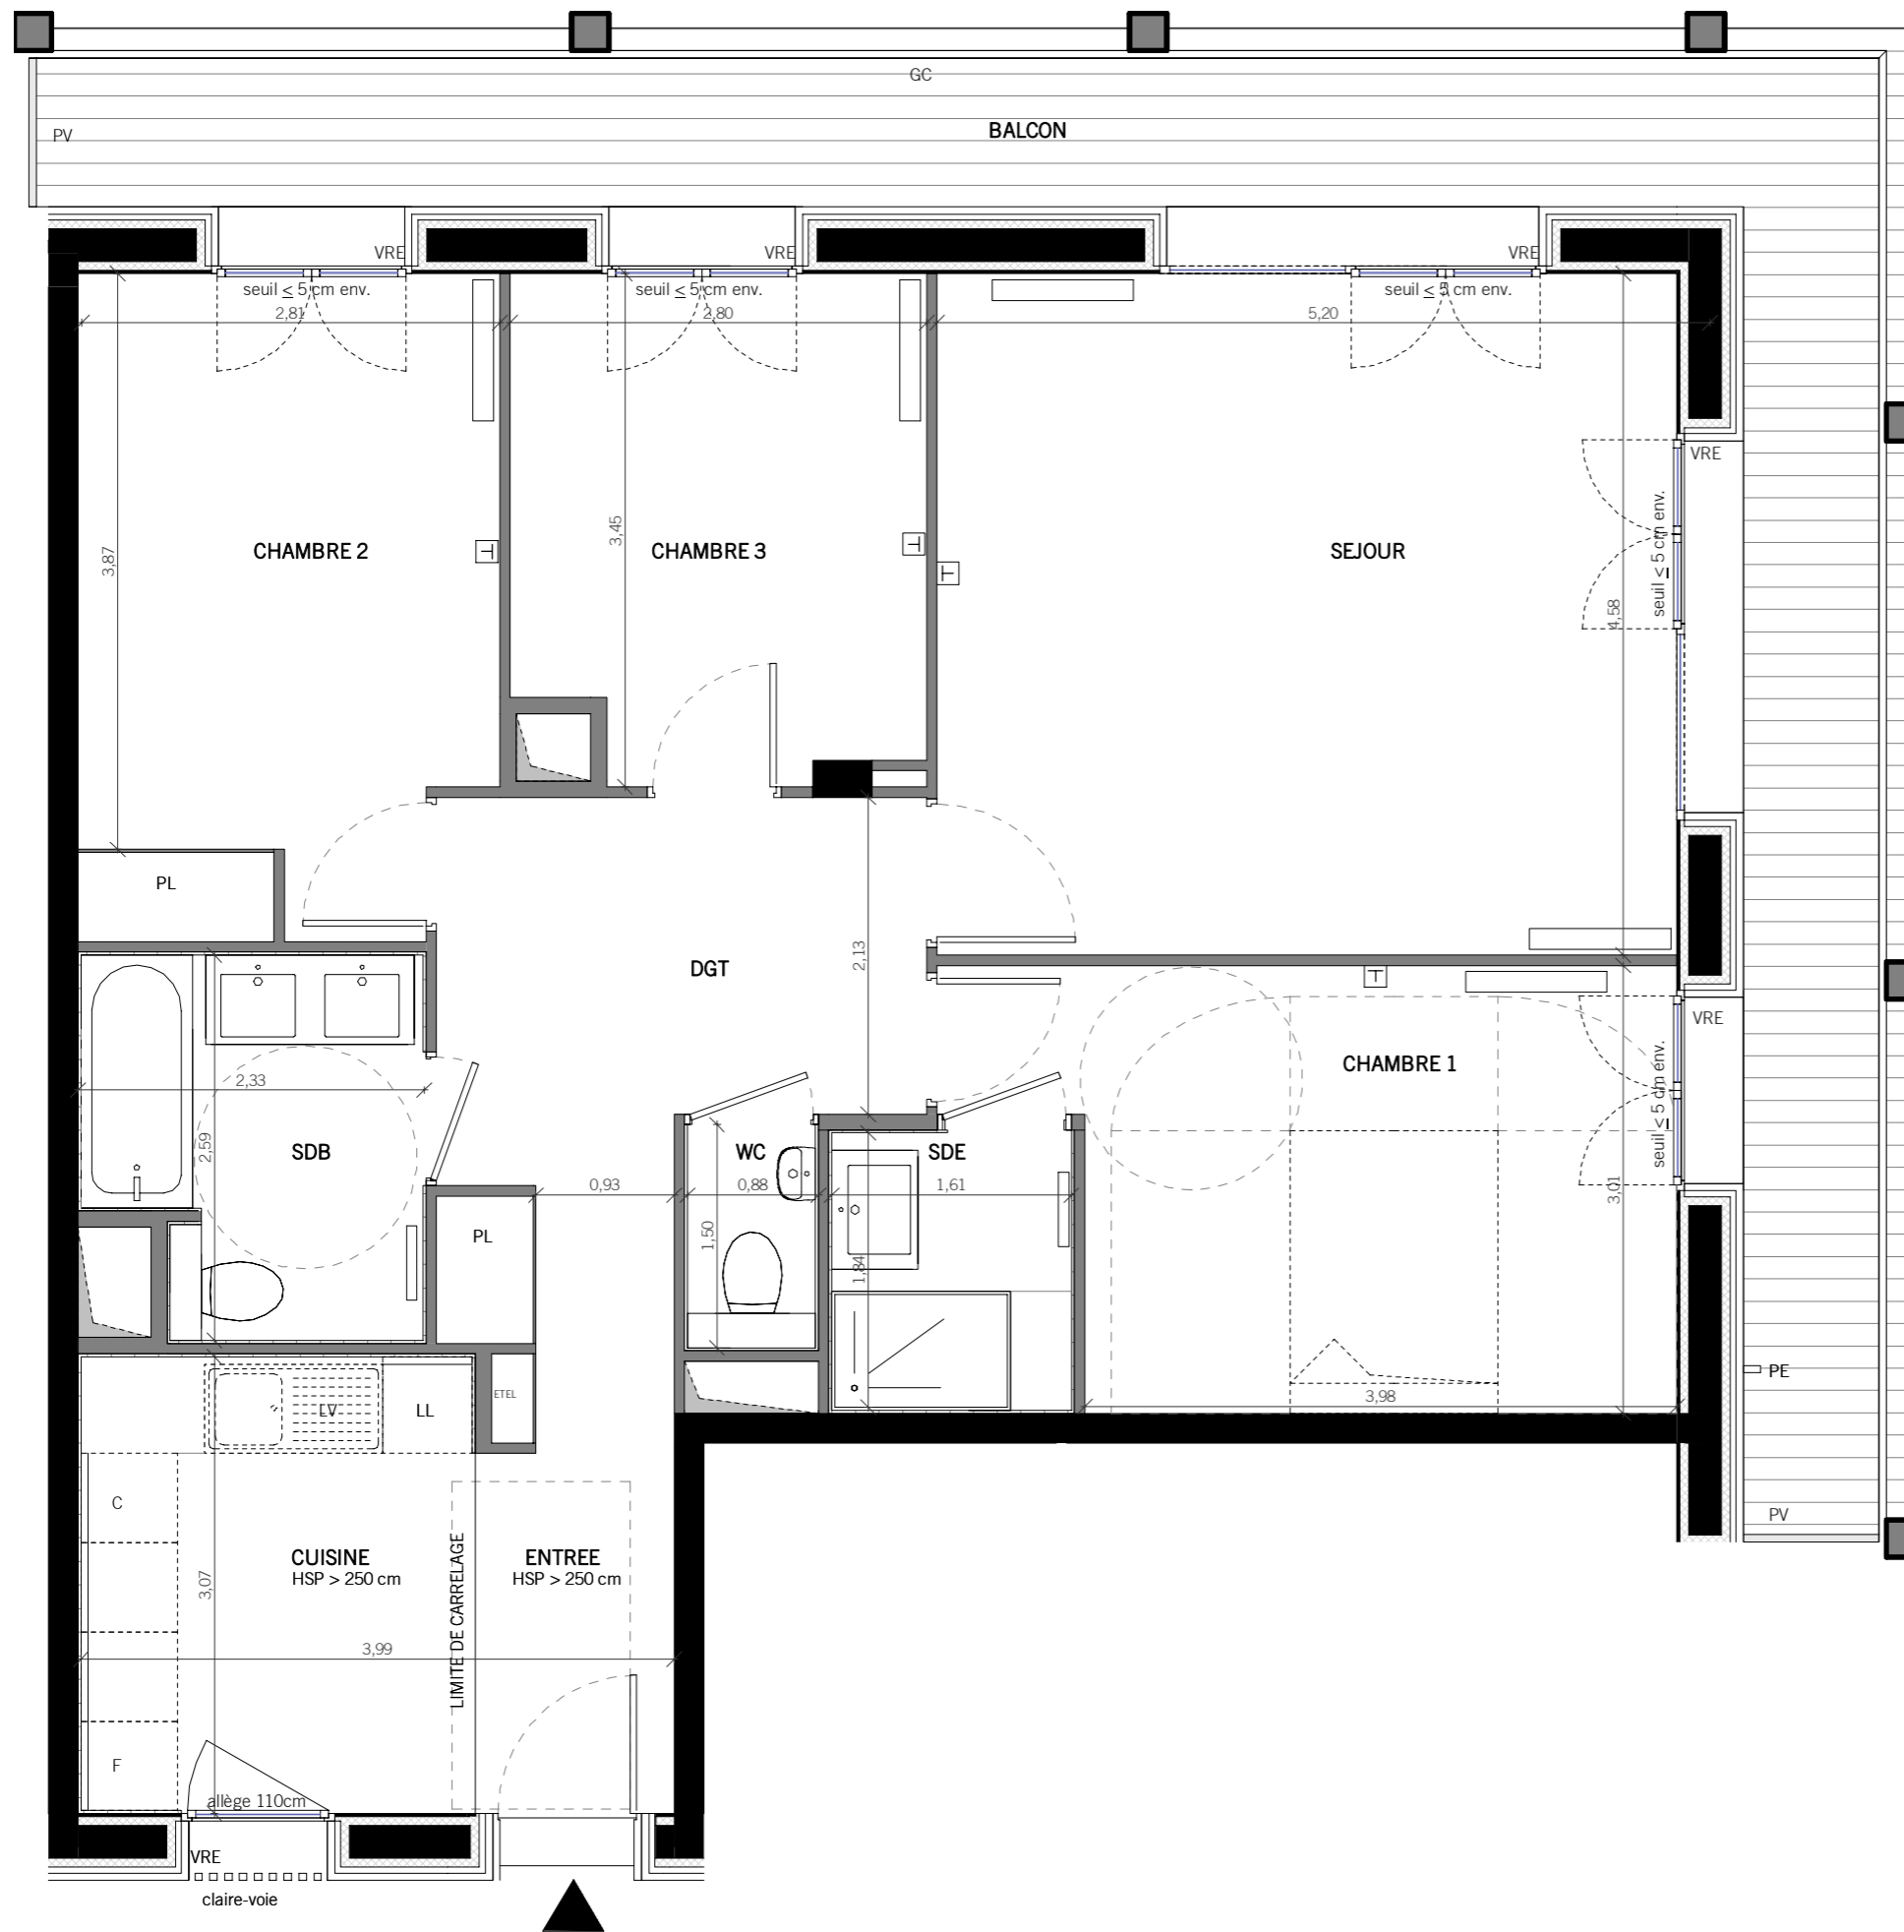 GC
BALCON
PV
VRE
VRE
VRE
seuil ≤ 5 cm env.
seuil ≤ 5 cm env.
seuil ≤ 5 cm env.
2,81
2,80
5,20
VRE
seuil ≤ 5 cm env.
3,87
CHAMBRE 2
3,45
CHAMBRE 3
SEJOUR
4,58
PL
DGT
2,13
VRE
CHAMBRE 1
seuil ≤ 5 cm env.
2,33
2,59
SDB
WC
SDE
0,93
0,88
1,61
3,01
PL
1,50
1,84
PE
ETEL
LV
LL
3,98
C
PV
CUISINE
HSP > 250 cm
LIMITE DE CARRELAGE
ENTREE
HSP > 250 cm
3,07
3,99
F
allège 110cm
VRE
claire-voie